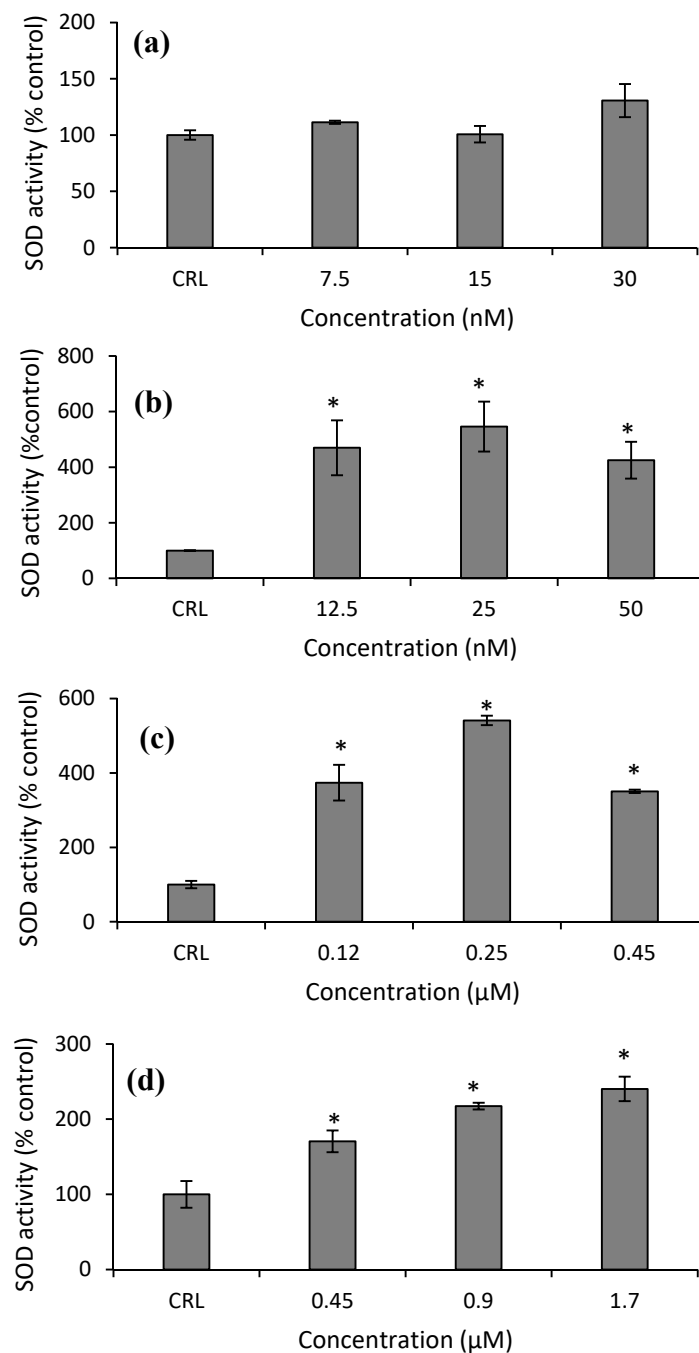 SOD activity (% control)
200
150
100
50
0
(a)
CRL 7.5 15 30
Concentration (nM)
SOD activity (%control)
800
600
400
200
0
(b)
*
*
*
CRL 12.5 25 50
Concentration (nM)
SOD activity (% control)
600
400
200
0
(c)
*
*
*
CRL 0.12 0.25 0.45
Concentration (µM)
SOD activity (% control)
300
200
100
0
(d)
*
*
*
CRL 0.45 0.9 1.7
Concentration (µM)